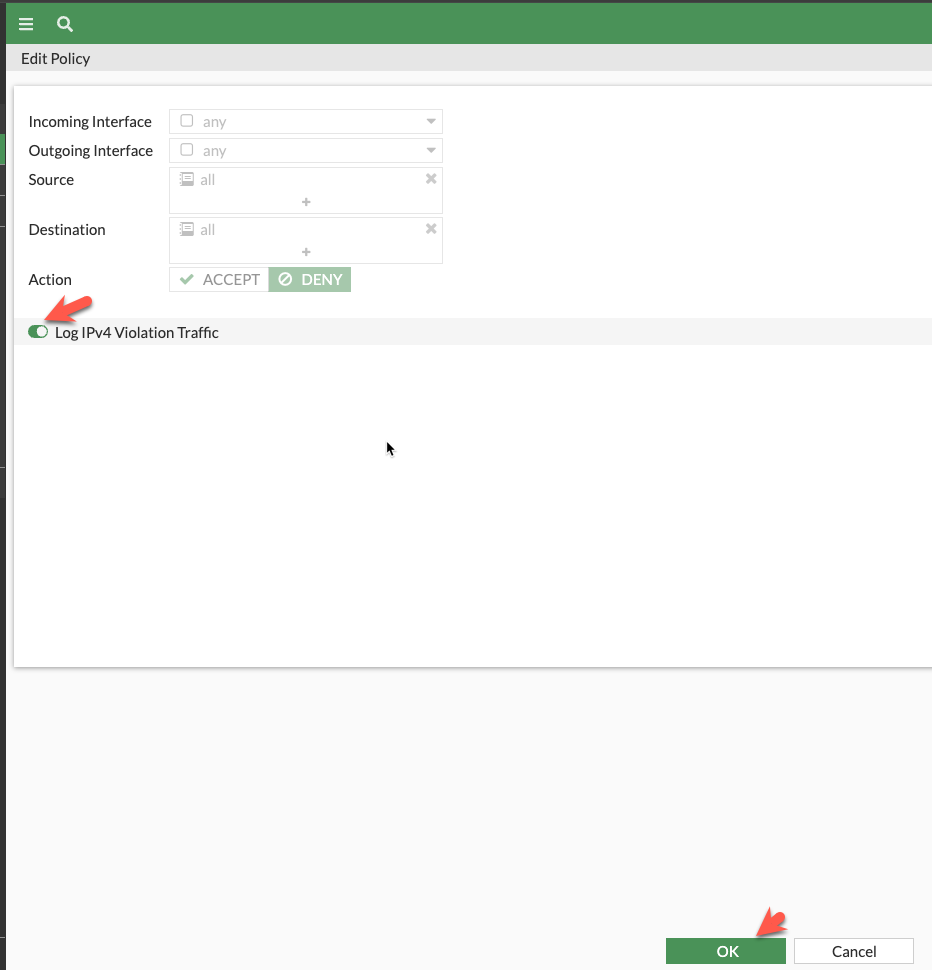 Edit Policy
Incoming Interface any
Outgoing Interface any
Source all
+
Destination all
+
Action ACCEPT DENY
Log IPv4 Violation Traffic
OK Cancel